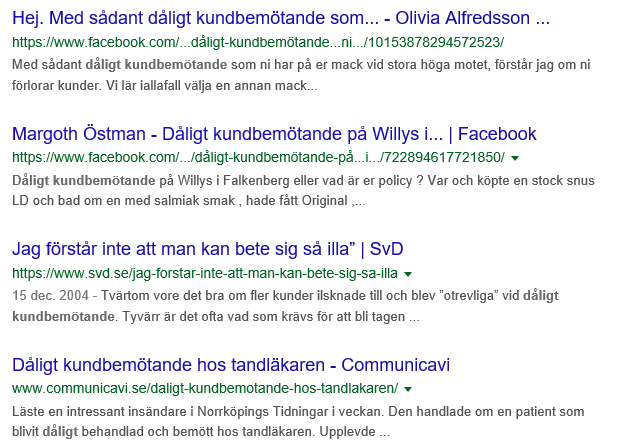 Hej. Med sådant dåligt kundbemötande som... - Olivia Alfredsson ...
https://www.facebook.com/...dåligt-kundbemötande...ni.../10153878294572523/
Med sådant dåligt kundbemötande som ni har på er mack vid stora höga motet, förstår jag om ni
förlorar kunder. Vi lär iallafall välja en annan mack...
Margoth Östman - Dåligt kundbemötande på Willys i... | Facebook
https://www.facebook.com/.../dåligt-kundbemötande-på...i.../722894617721850/
Dåligt kundbemötande på Willys i Falkenberg eller vad är er policy ? Var och köpte en stock snus
LD och bad om en med salmiak smak , hade fått Original ,...
Jag förstår inte att man kan bete sig så illa” | SvD
https://www.svd.se/jag-forstar-inte-att-man-kan-bete-sig-sa-illa
15 dec. 2004 - Tvärtom vore det bra om fler kunder ilsknade till och blev ”otrevliga” vid dåligt
kundbemötande. Tyvärr är det ofta vad som krävs för att bli tagen ...
Dåligt kundbemötande hos tandläkaren - Communicavi
www.communicavi.se/daligt-kundbemotande-hos-tandlakaren/
Läste en intressant insändare i Norrköpings Tidningar i veckan. Den handlade om en patient som
blivit dåligt behandlad och bemött hos tandläkaren. Upplevde ...